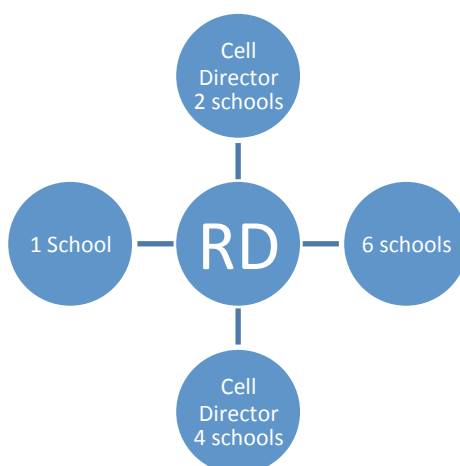 Cell
Director
2 schools
1 School
RD
6 schools
Cell
Director
4 schools